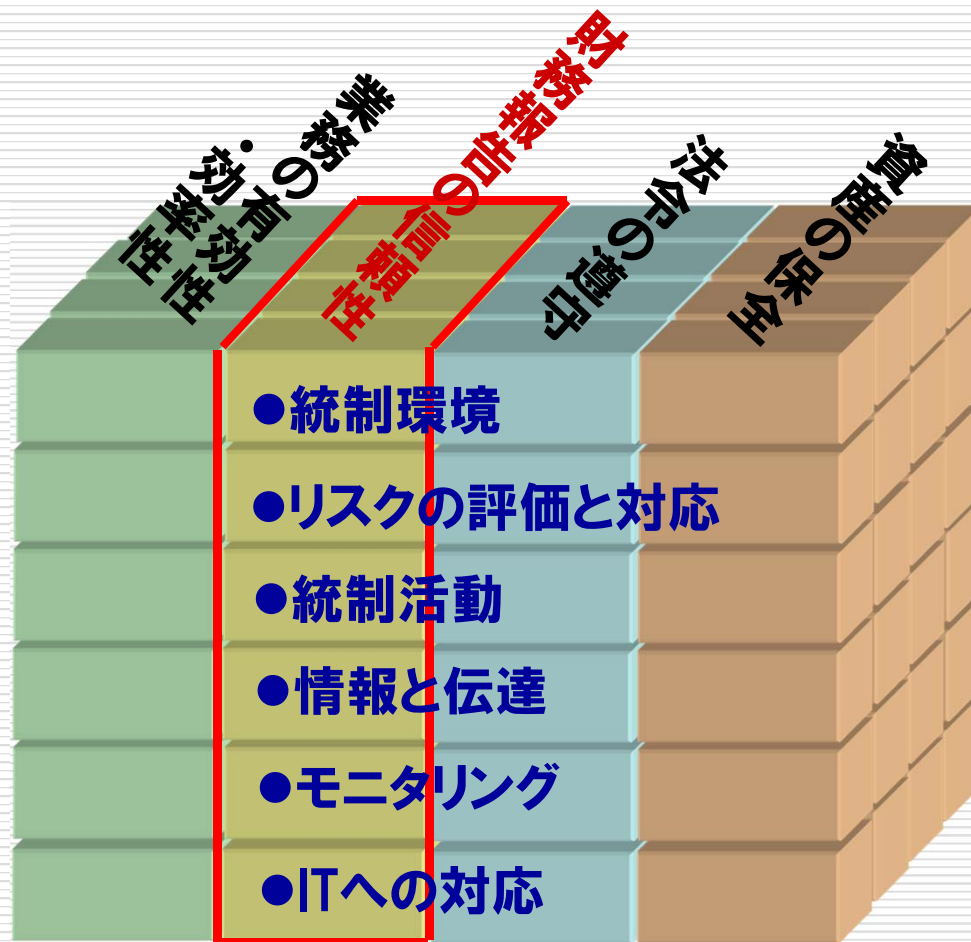 業務の有効性
・効率性
財務報告の信頼性
法令の遵守
資産の保全
●統制環境
●リスクの評価と対応
●統制活動
●情報と伝達
●モニタリング
●ITへの対応